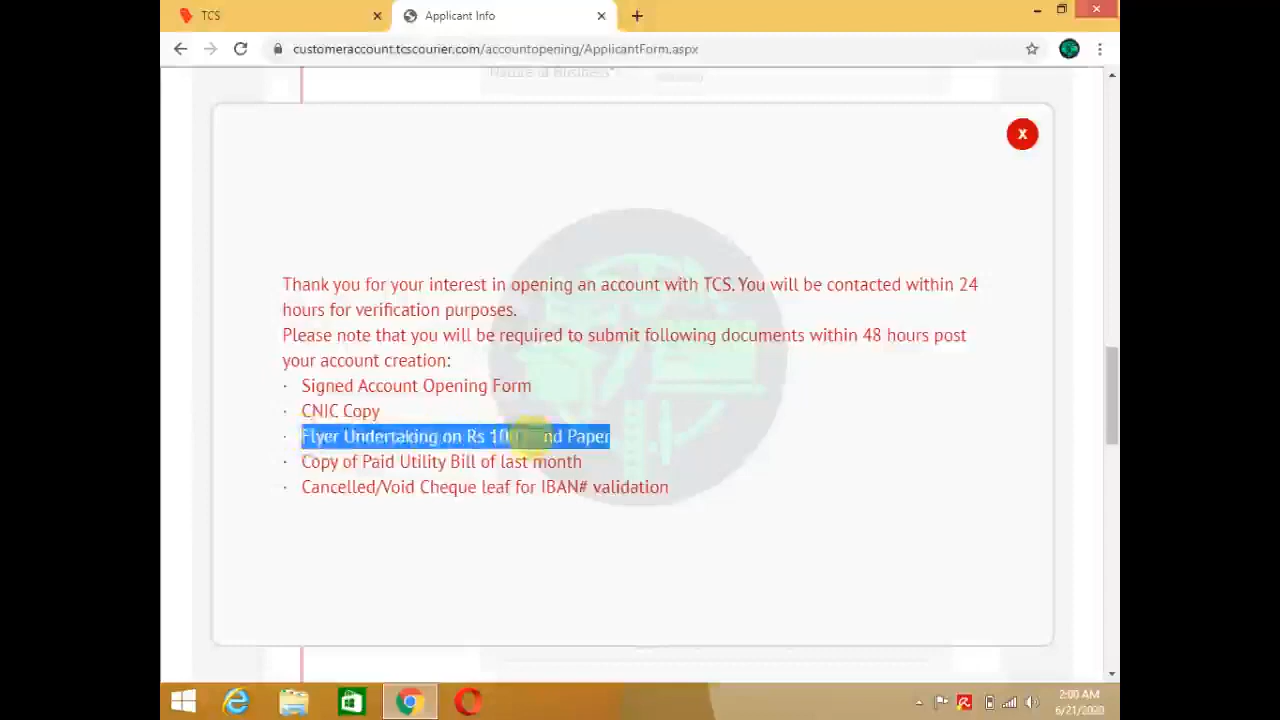 TCS
Applicant Info
customeraccount.tcscourier.com/accountopening/ApplicantForm.aspx
Nature of Business*
X
Thank you for your interest in opening an account with TCS. You will be contacted within 24
hours for verification purposes.
Please note that you will be required to submit following documents within 48 hours post
your account creation:
· Signed Account Opening Form
· CNIC Copy
· Flyer Undertaking on Rs Paper
· Copy of Paid Utility Bill of last month
· Cancelled/Void Cheque leaf for IBAN# validation
2:00 AM
6/21/2020